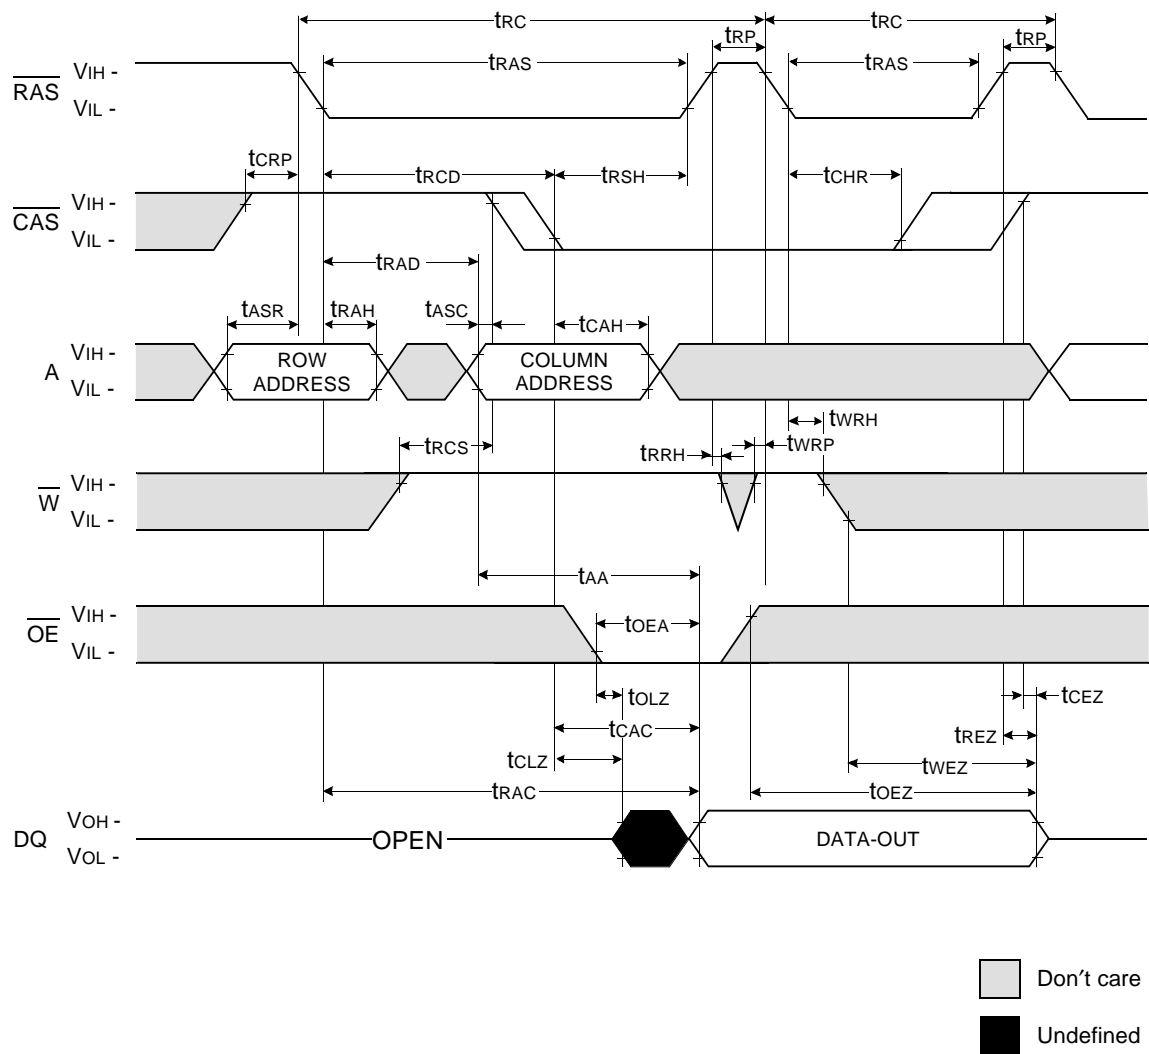 tRC tRC
tRP tRP
tRAS tRAS
RAS VIH -
VIL -
tCRP tRCD tRSH tCHR
CAS VIH -
VIL -
tRAD
tASR tRAH tASC tCAH
A VIH -
VIL -
ROW
ADDRESS
COLUMN
ADDRESS
tWRH
tRCS tRRH tWRP
W VIH -
VIL -
tAA
OE VIH -
VIL -
tOEA
tOLZ tCEZ
tCAC tREZ
tCLZ tWEZ
tRAC tOEZ
DQ VOH -
VOL -
OPEN DATA-OUT
Don′t care
Undefined